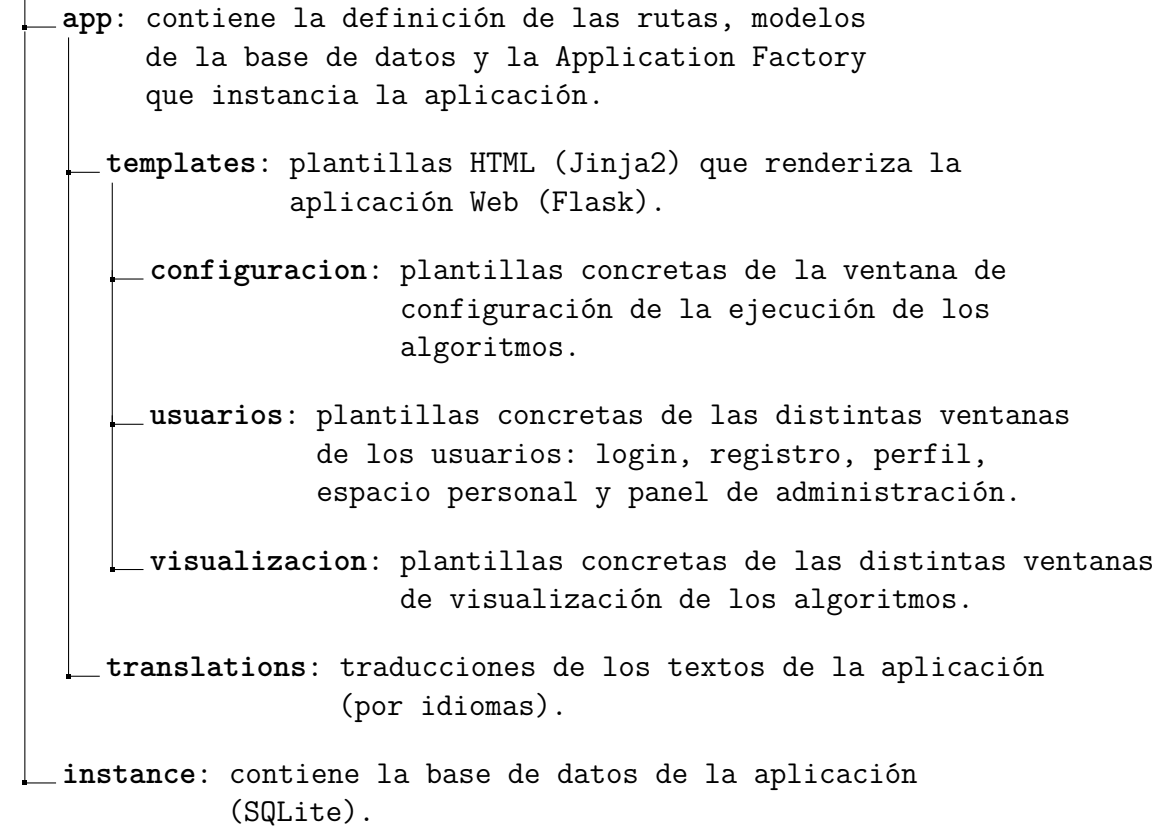 app: contiene la definición de las rutas, modelos
de la base de datos y la Application Factory
que instancia la aplicación.
templates: plantillas HTML (Jinja2) que renderiza la
aplicación Web (Flask).
configuracion: plantillas concretas de la ventana de
configuración de la ejecución de los
algoritmos.
usuarios: plantillas concretas de las distintas ventanas
de los usuarios: login, registro, perfil,
espacio personal y panel de administración.
visualizacion: plantillas concretas de las distintas ventanas
de visualización de los algoritmos.
translations: traducciones de los textos de la aplicación
(por idiomas).
instance: contiene la base de datos de la aplicación
(SQLite).